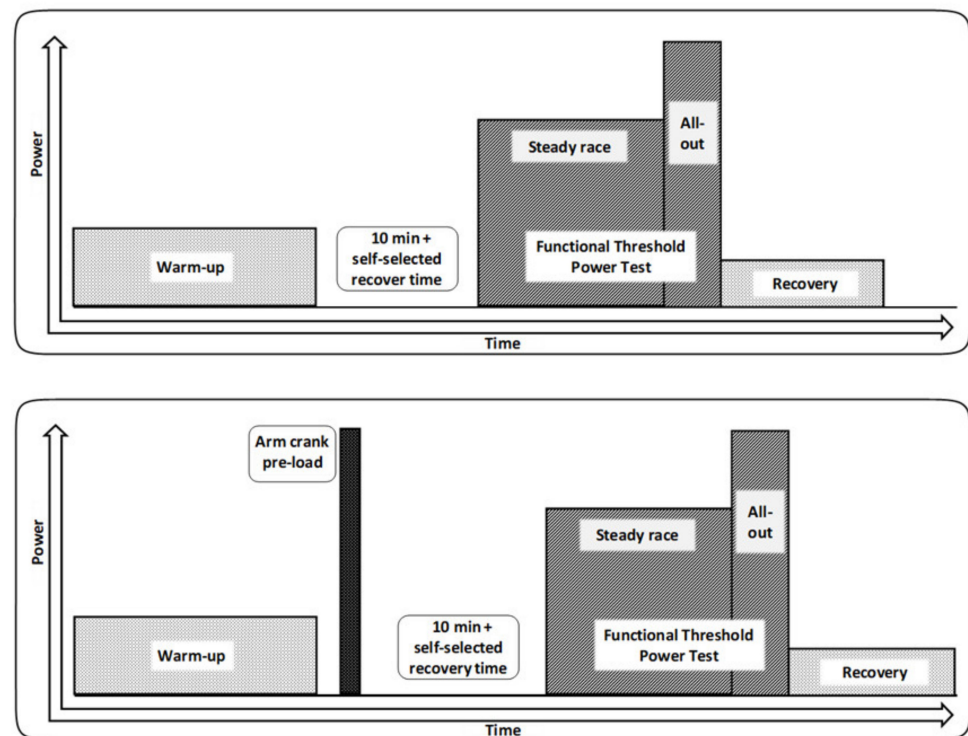 Power
Steady race
All-
out
Warm-up
10 min +
self-selected
recover time
Functional Threshold
Power Test
Recovery
Time
Power
Arm crank
pre-load
Steady race
All-
out
Warm-up
10 min +
self-selected
recovery time
Functional Threshold
Power Test
Recovery
Time